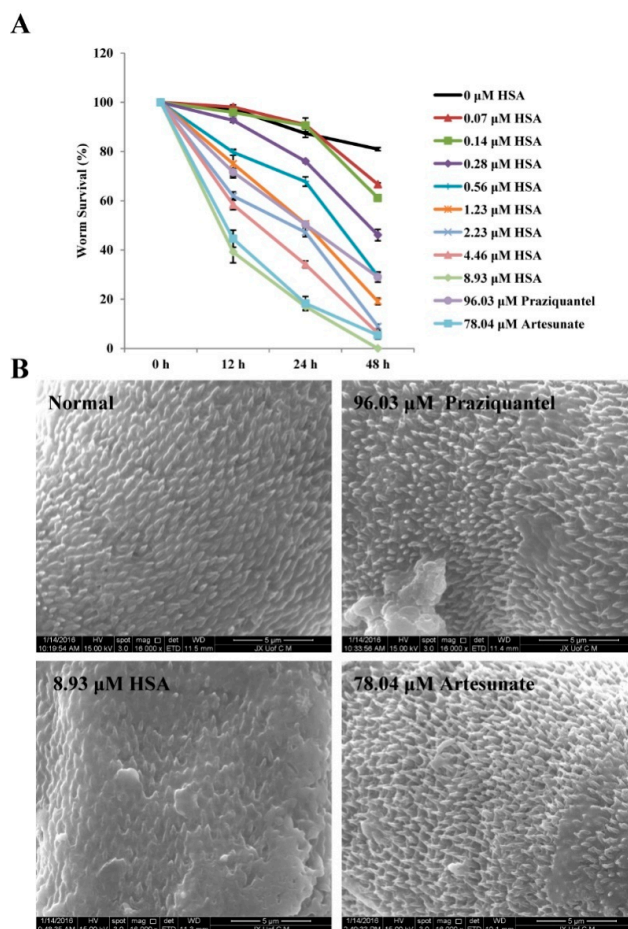 A
120
100
80
60
40
20
0
Worm Survival (%)
0 h 12 h 24 h 48 h
0 μM HSA
0.07 μM HSA
0.14 μM HSA
0.28 μM HSA
0.56 μM HSA
1.23 μM HSA
2.23 μM HSA
4.46 μM HSA
8.93 μM HSA
96.03 μM Praziquantel
78.04 μM Artesunate
B
Normal
1/14/2016 HV spot mag det WD 5 μm
10:19:54 AM 15.00 kV 3.0 16 000 x ETD 11.5 mm JX Uof C M
96.03 μM Praziquantel
1/14/2016 HV spot mag det WD 5 μm
10:33:56 AM 15.00 kV 3.0 16 000 x ETD 11.4 mm JX Uof C M
8.93 μM HSA
1/14/2016 HV spot mag det WD 5 μm
78.04 μM Artesunate
1/14/2016 HV spot mag det WD 5 μm